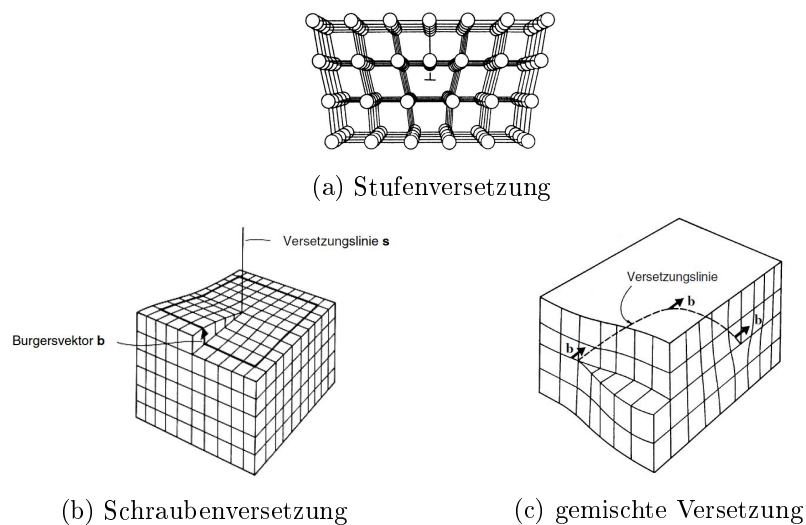 (a) Stufenversetzung
Versetzungslinie s
Burgersvektor b
(b) Schraubenversetzung
Versetzungslinie
b
b
b
(c) gemischte Versetzung